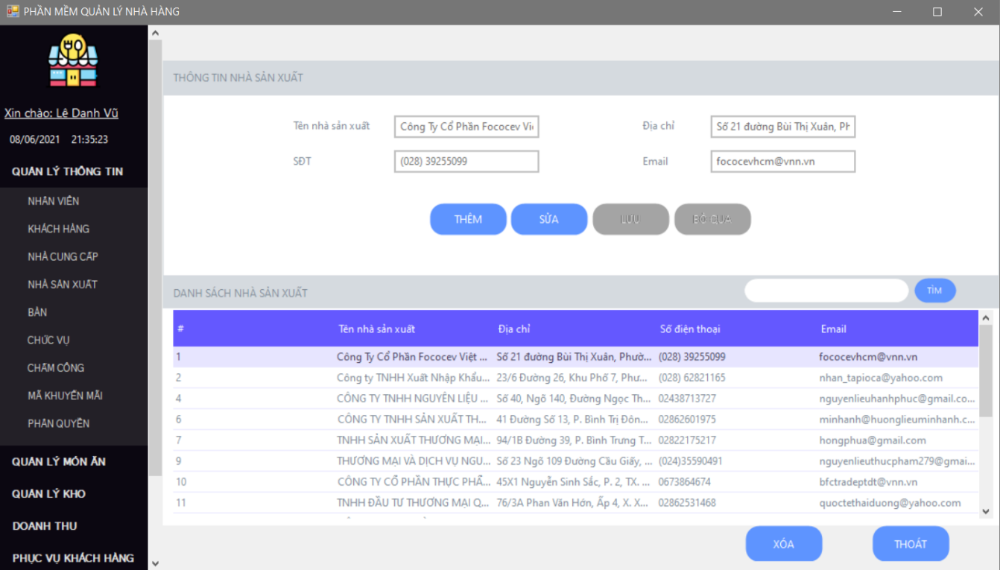 PHẦN MỀM QUẢN LÝ NHÀ HÀNG
Xin chào: Lê Danh Vũ
08/06/2021 21:35:23
QUẢN LÝ THÔNG TIN
NHÂN VIÊN
KHÁCH HÀNG
NHÀ CUNG CẤP
NHÀ SẢN XUẤT
BÀN
CHỨC VỤ
CHẤM CÔNG
MÃ KHUYẾN MÃI
PHÂN QUYỀN
QUẢN LÝ MÓN ĂN
QUẢN LÝ KHO
DOANH THU
PHỤC VỤ KHÁCH HÀNG
THÔNG TIN NHÀ SẢN XUẤT
Tên nhà sản xuất Công Ty Cổ Phần Fococev Vi Địa chỉ Số 21 đường Bùi Thị Xuân, Ph
SĐT (028) 39255099 Email fococevhcm@vnn.vn
THÊM SỬA LƯU BỎ QUA
DANH SÁCH NHÀ SẢN XUẤT TÌM
# Tên nhà sản xuất Địa chỉ Số điện thoại Email
1 Công Ty Cổ Phần Fococev Việt ... Số 21 đường Bùi Thị Xuân, Phườ... (028) 39255099 fococevhcm@vnn.vn
2 Công ty TNHH Xuất Nhập Khẩu... 23/6 Đường 26, Khu Phố 7, Phư... (028) 62821165 nhan_tapioca@yahoo.com
4 CÔNG TY TNHH NGUYÊN LIỆU ... Số 40, Ngõ 140, Đường Ngọc Th... 02438713727 nguyenlieuhanhphuc@gmail.co...
6 CÔNG TY TNHH SẢN XUẤT TH... 41 Đường Số 13, P. Bình Trị Đôn... 02862601975 minhanh@huonglieuminhanh.c...
7 TNHH SẢN XUẤT THƯƠNG MẠI... 94/1B Đường 39, P. Bình Trưng T... 02822175217 hongphua@gmail.com
9 THƯƠNG MẠI VÀ DỊCH VỤ NGU... Số 23 Ngõ 109 Đường Cầu Giấy, ... (024)35590491 nguyenlieuthucpham279@gmai...
10 CÔNG TY CỔ PHẦN THỰC PHẨ... 45X1 Nguyễn Sinh Sắc, P. 2, TX. ... 0673864674 bfctradeptdt@vnn.vn
11 TNHH ĐẦU TƯ THƯƠNG MẠI Q... 76/3A Phan Văn Hớn, Ấp 4, X. X... 02862531468 quoctethaiduong@yahoo.com
XÓA THOÁT